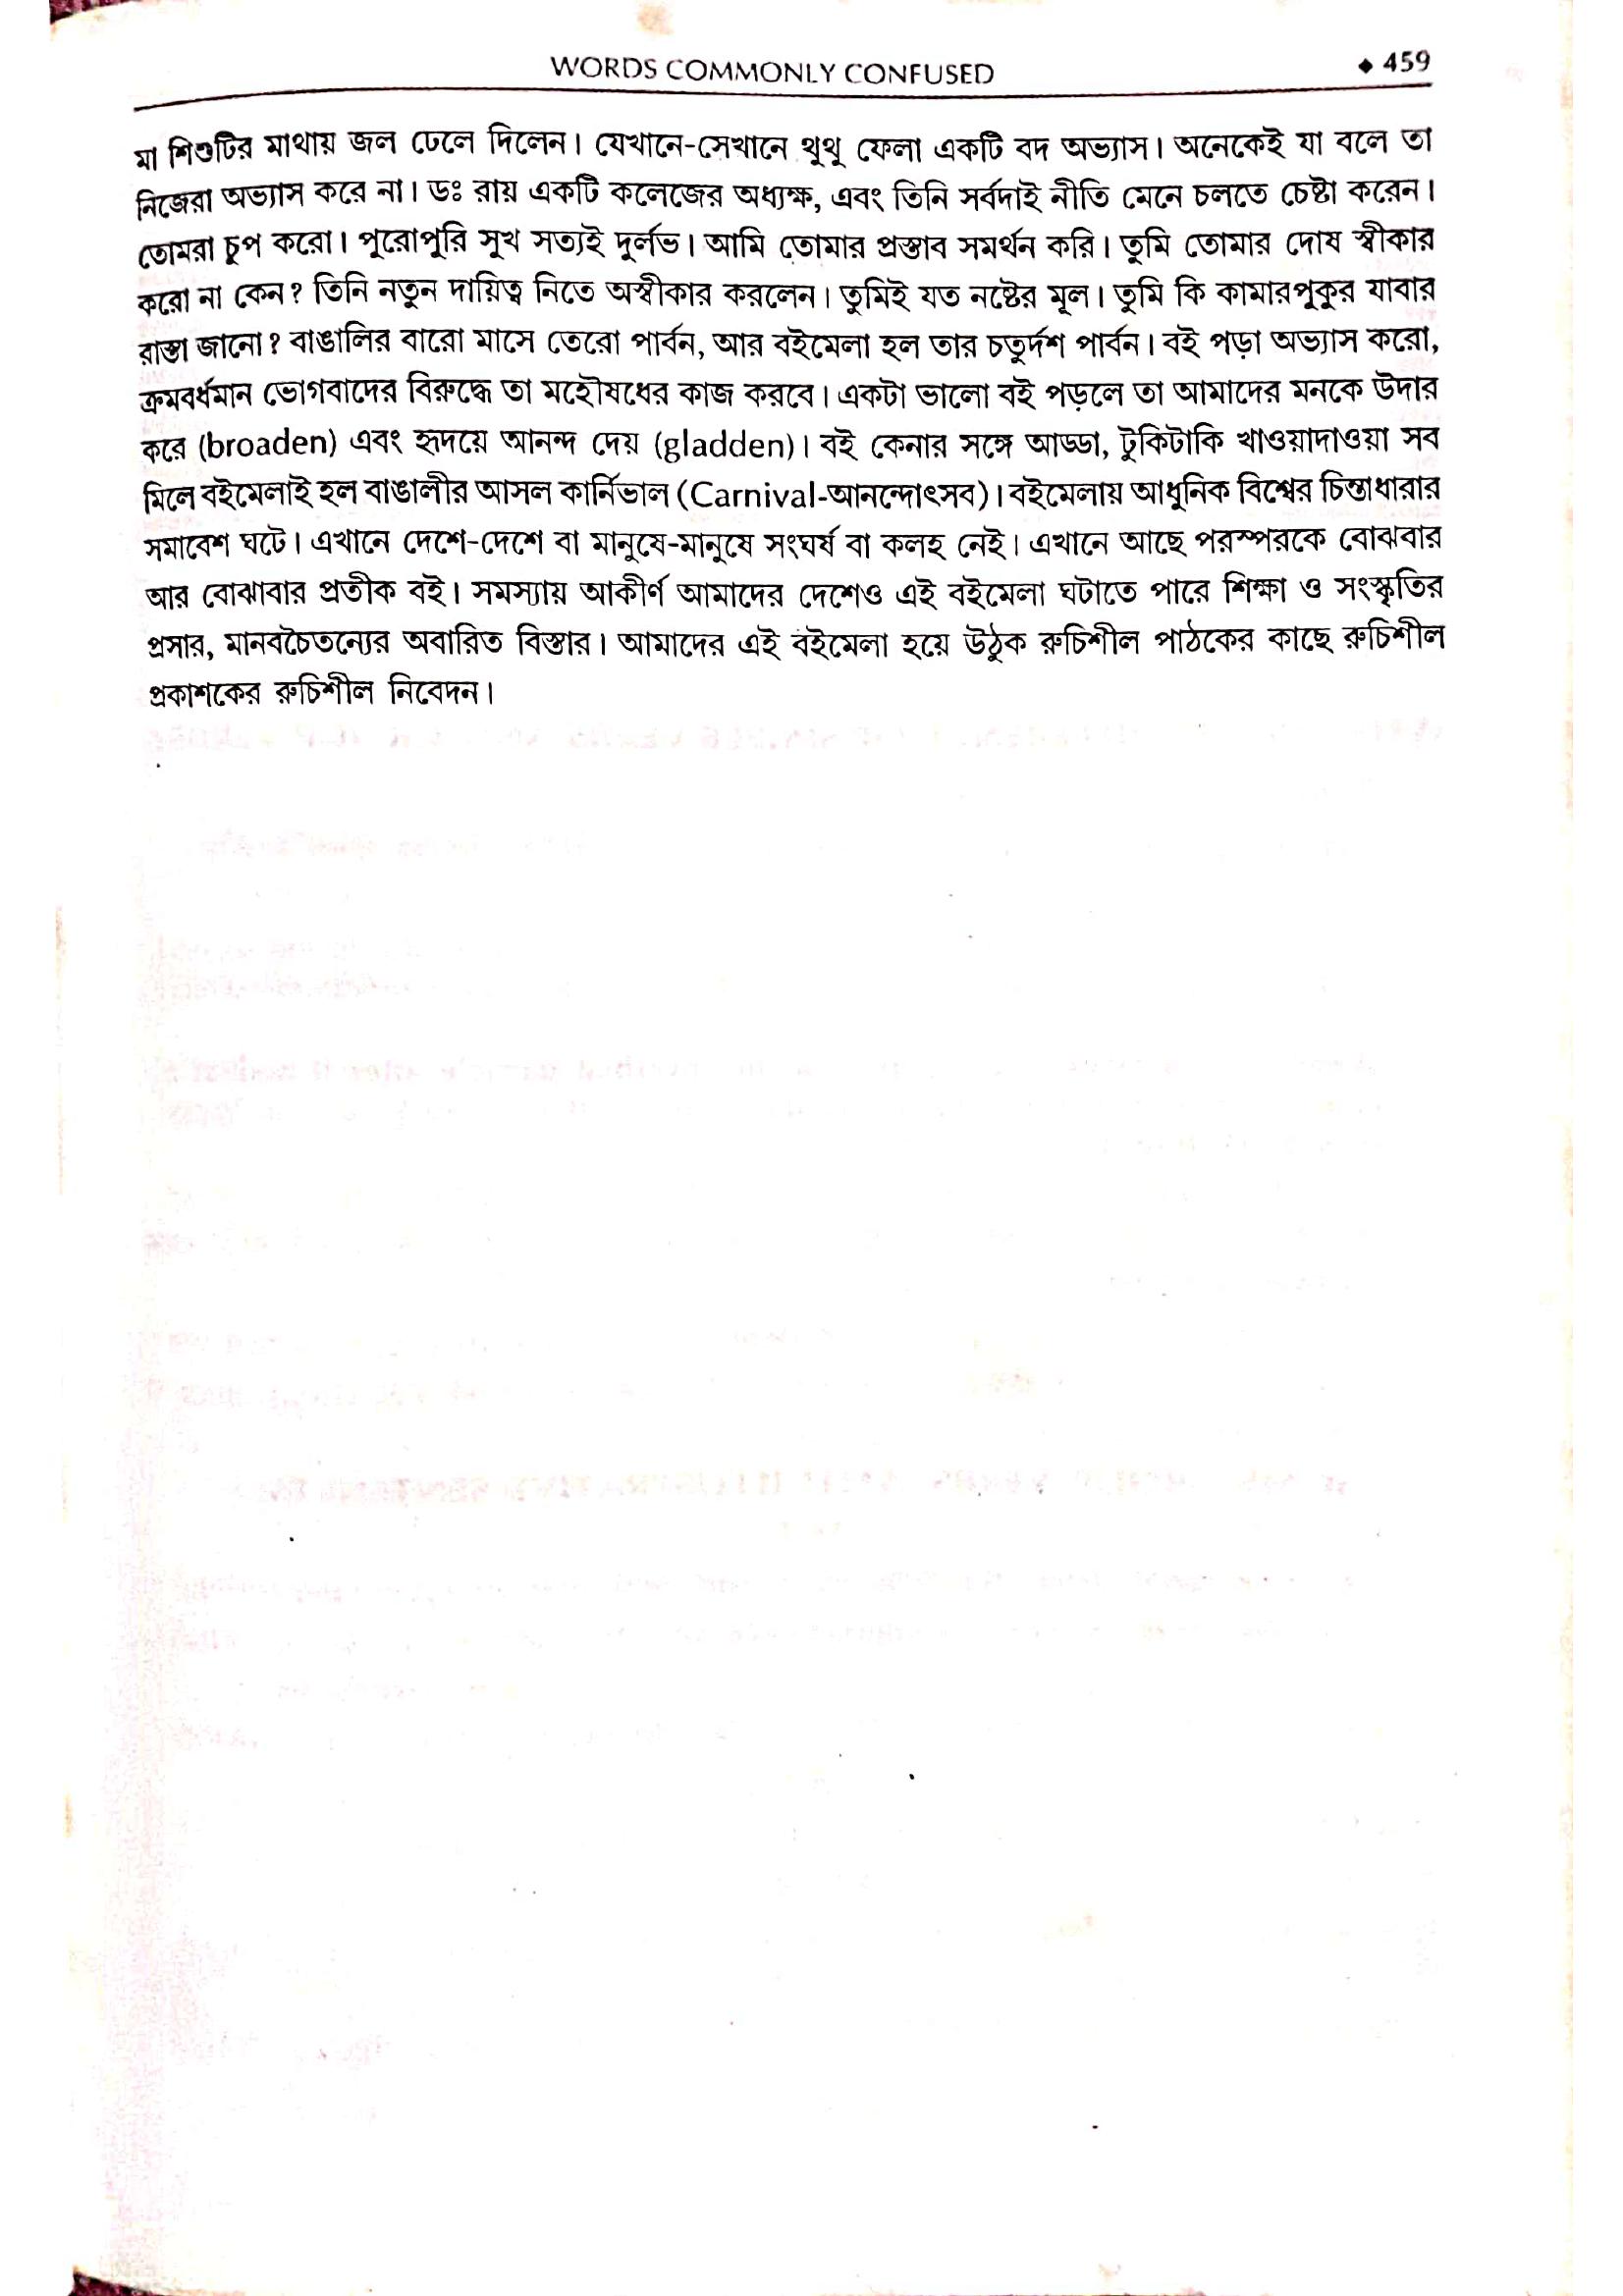 WORDS COMMONLY CONFUSED ◆ 459
মা শিশুটির মাথায় জল ঢেলে দিলেন। যেখানে-সেখানে থুথু ফেলা একটি বদ অভ্যাস। অনেকেই যা বলে তা
নিজেরা অভ্যাস করে না। ডঃ রায় একটি কলেজের অধ্যক্ষ, এবং তিনি সর্বদাই নীতি মেনে চলতে চেষ্টা করেন।
তোমরা চুপ করো। পুরোপুরি সুখ সত্যই দুর্লভ। আমি তোমার প্রস্তাব সমর্থন করি। তুমি তোমার দোষ স্বীকার
করো না কেন? তিনি নতুন দায়িত্ব নিতে অস্বীকার করলেন। তুমিই যত নষ্টের মূল। তুমি কি কামারপুকুর যাবার
রাস্তা জানো? বাঙালির বারো মাসে তেরো পার্বন, আর বইমেলা হল তার চতুর্দশ পার্বন। বই পড়া অভ্যাস করো,
ক্রমবর্ধমান ভোগবাদের বিরুদ্ধে তা মহৌষধের কাজ করবে। একটা ভালো বই পড়লে তা আমাদের মনকে উদার
করে (broaden) এবং হৃদয়ে আনন্দ দেয় (gladden)। বই কেনার সঙ্গে আড্ডা, টুকিটাকি খাওয়াদাওয়া সব
মিলে বইমেলাই হল বাঙালীর আসল কার্নিভাল (Carnival-আনন্দোৎসব)। বইমেলায় আধুনিক বিশ্বের চিন্তাধারার
সমাবেশ ঘটে। এখানে দেশে-দেশে বা মানুষে-মানুষে সংঘর্ষ বা কলহ নেই। এখানে আছে পরস্পরকে বোঝবার
আর বোঝাবার প্রতীক বই। সমস্যায় আকীর্ণ আমাদের দেশেও এই বইমেলা ঘটাতে পারে শিক্ষা ও সংস্কৃতির
প্রসার, মানবচৈতন্যের অবারিত বিস্তার। আমাদের এই বইমেলা হয়ে উঠুক রুচিশীল পাঠকের কাছে রুচিশীল
প্রকাশকের রুচিশীল নিবেদন।